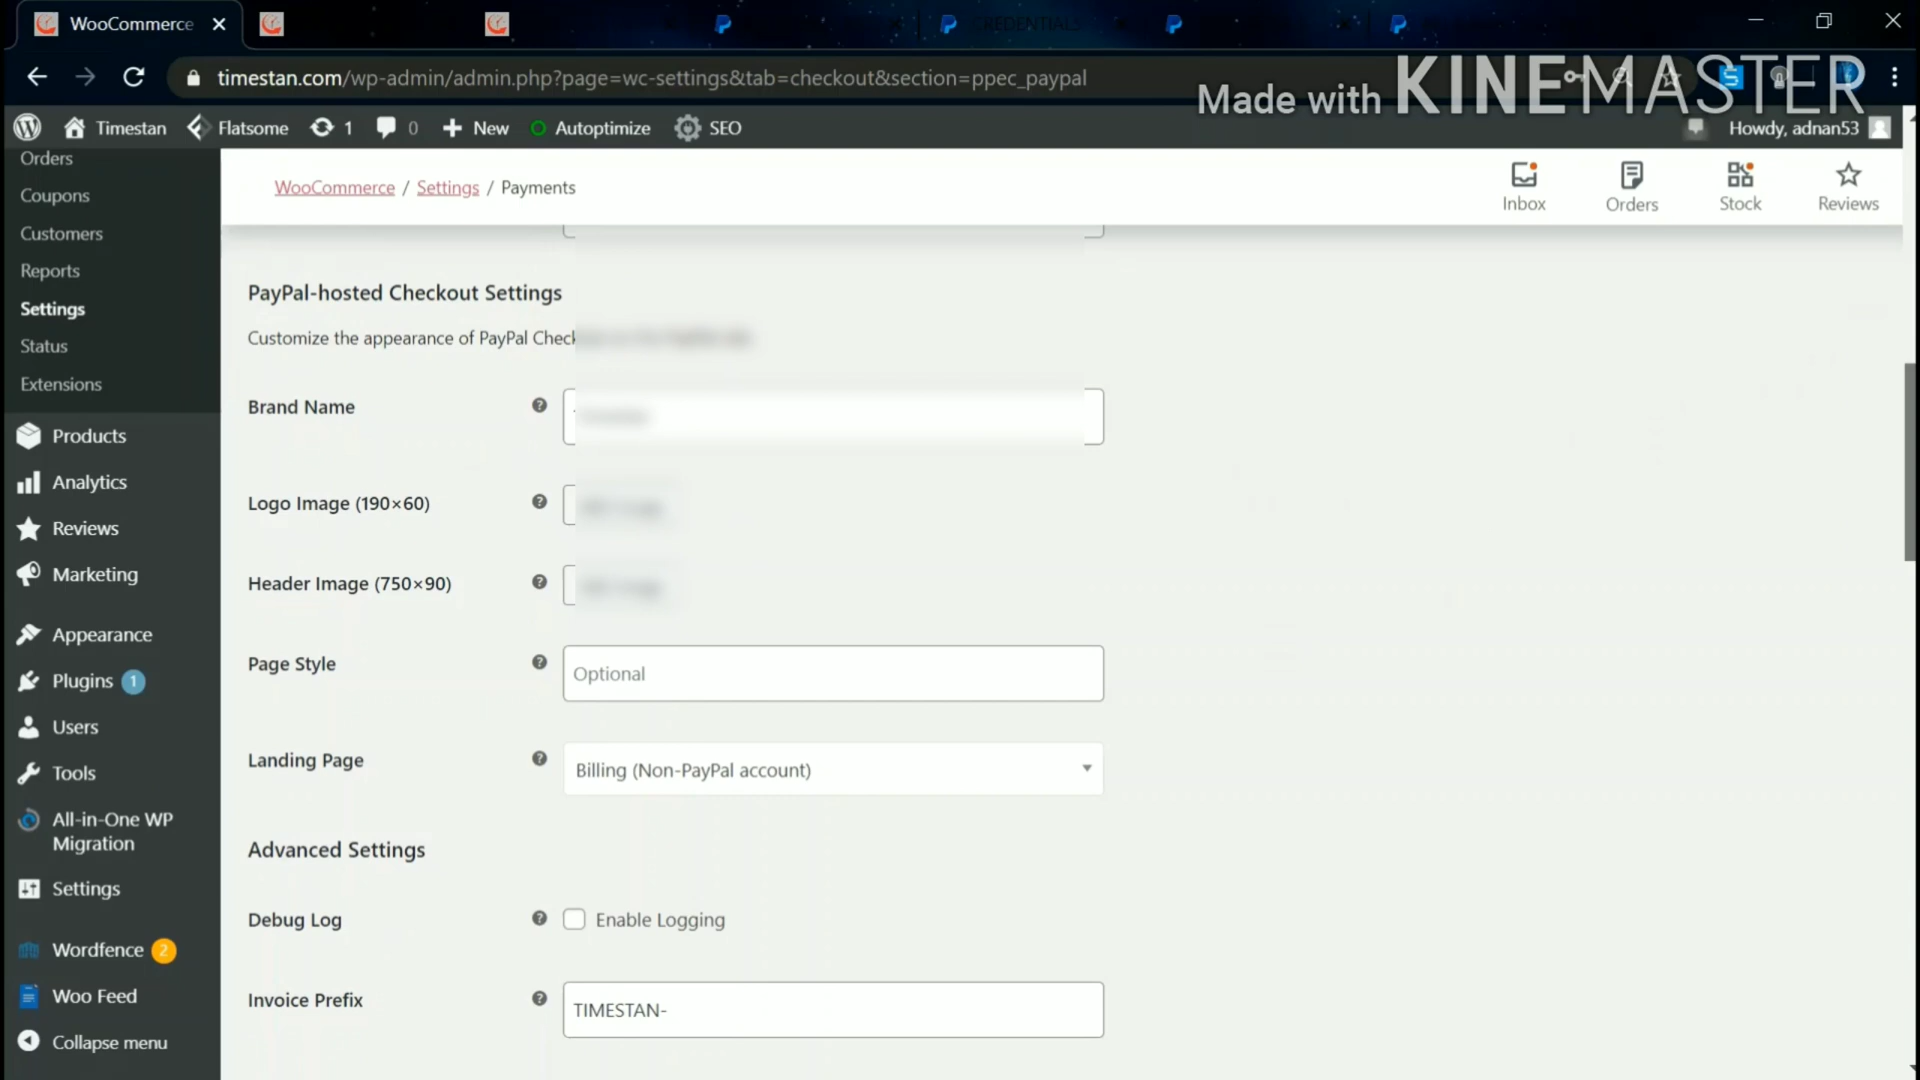 WooCommerce
CREDENTIALS
timestan.com/wp-admin/admin.php?page=wc-settings&tab=checkout&section=ppec_paypal
Made with KINEMASTER
Timestan
Flatsome
1
0
New
Autoptimize
SEO
Howdy, adnan53
Orders
Coupons
Customers
Reports
Settings
Status
Extensions
Products
Analytics
Reviews
Marketing
Appearance
Plugins 1
Users
Tools
All-in-One WP
Migration
Settings
Wordfence 2
Woo Feed
Collapse menu
WooCommerce / Settings / Payments
Inbox
Orders
Stock
Reviews
PayPal-hosted Checkout Settings
Customize the appearance of PayPal Check
Brand Name
Logo Image (190×60)
Header Image (750×90)
Page Style
Optional
Landing Page
Billing (Non-PayPal account)
Advanced Settings
Debug Log
Enable Logging
Invoice Prefix
TIMESTAN-